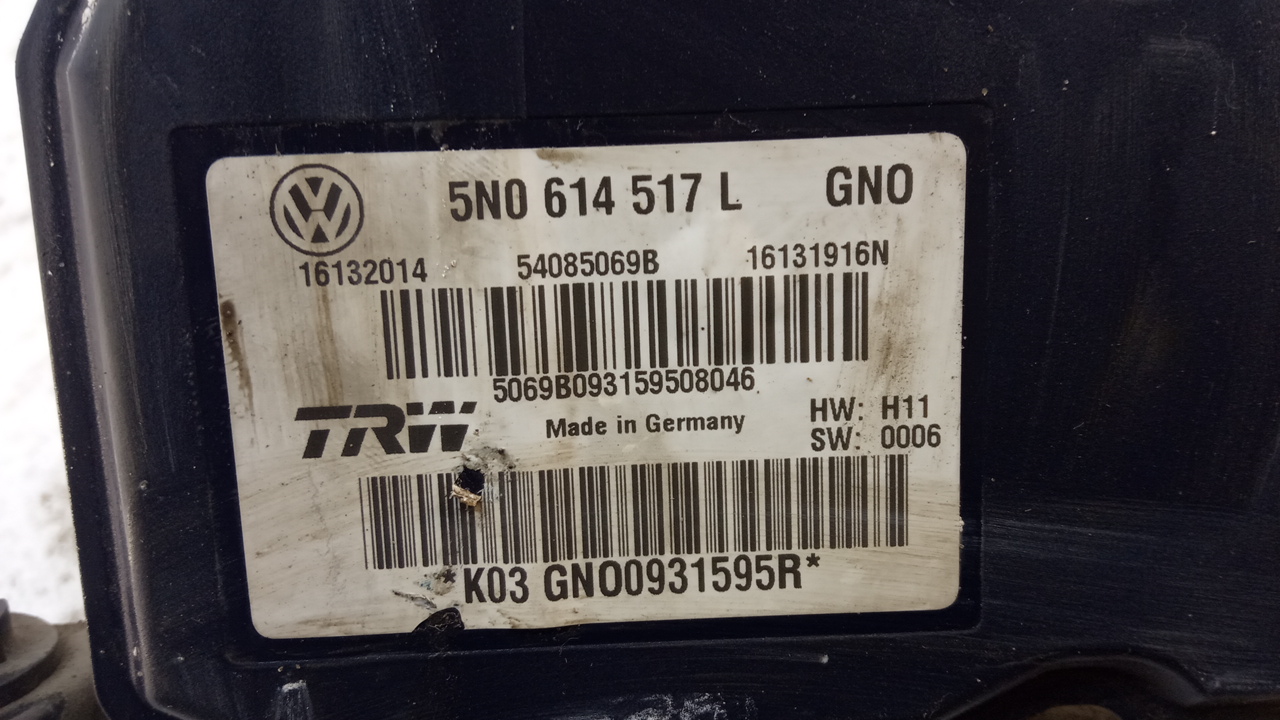 5N0 614 517 L GNO
16132014 54085069B 16131916N
5069B093159508046
TRW Made in Germany HW: H11
SW: 0006
*K03 GNO0931595R*